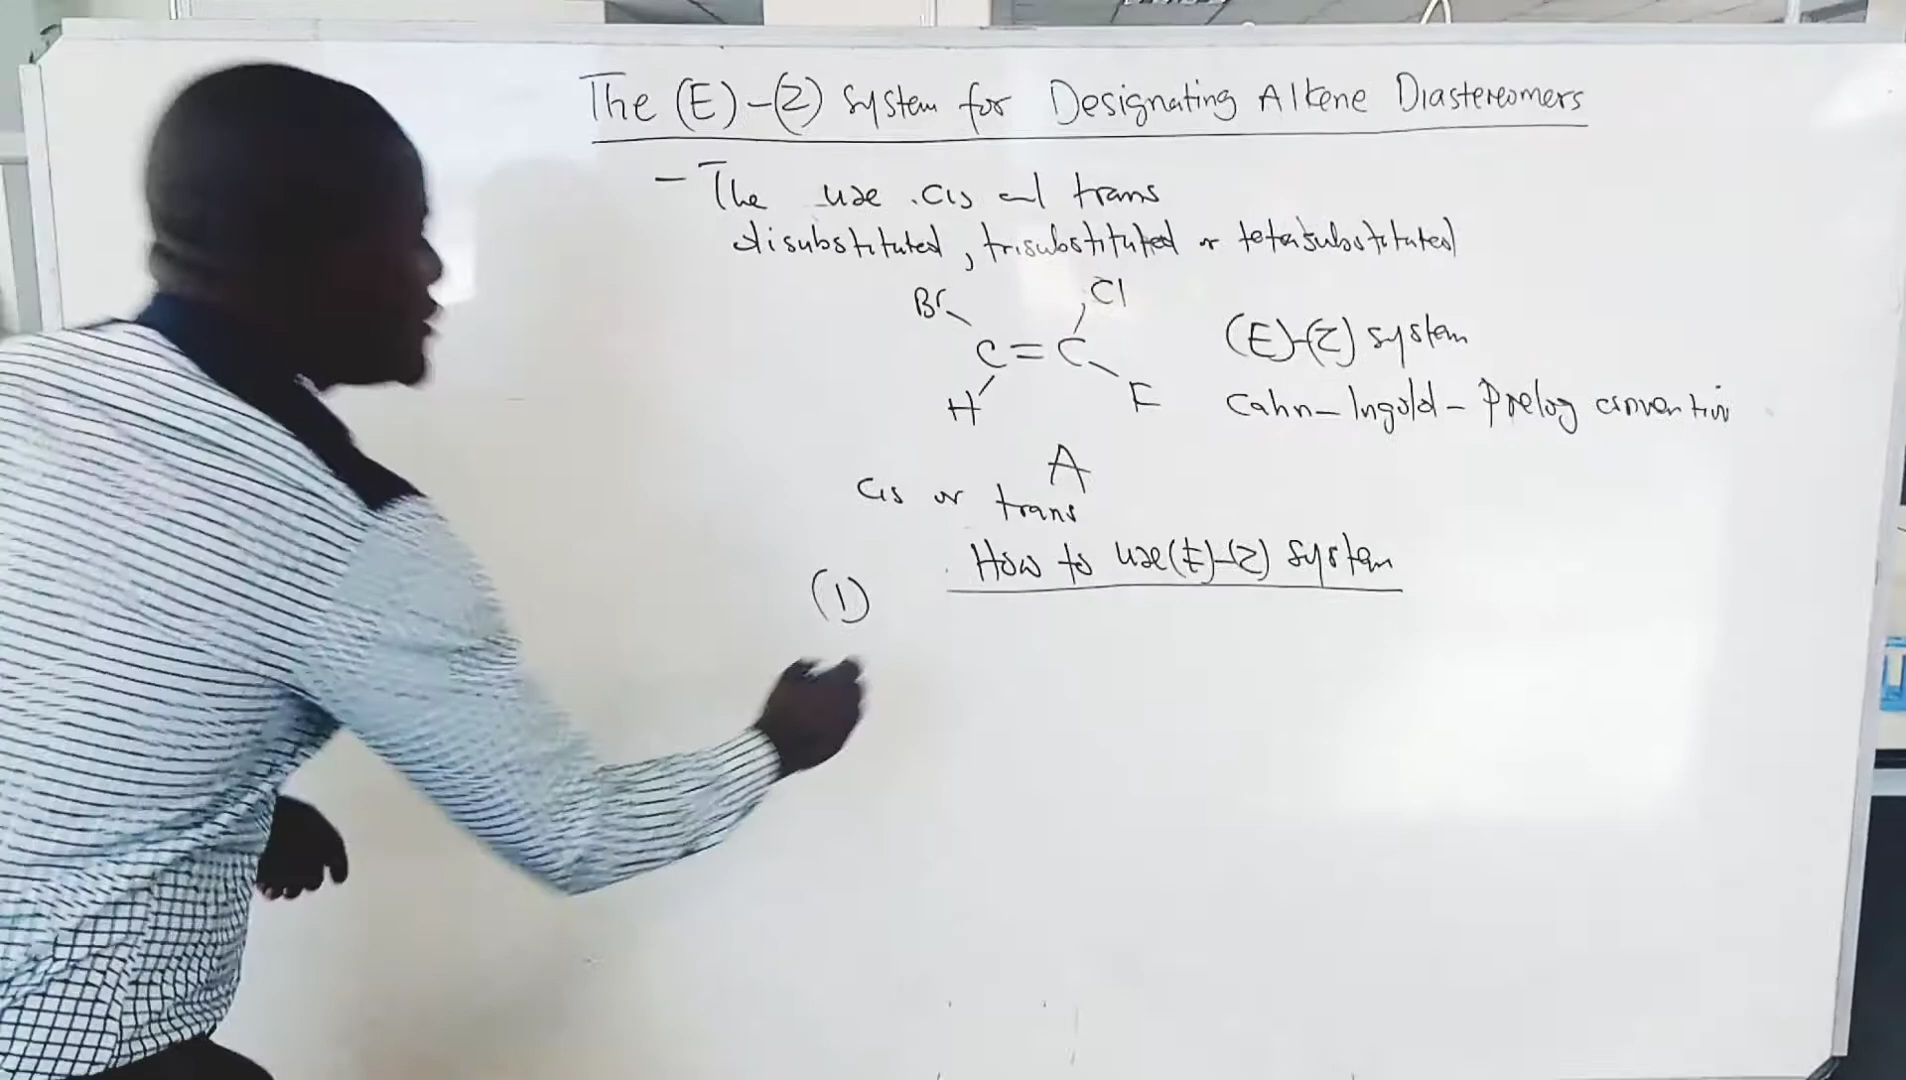 The (E)-(Z) system for Designating Alkene Diastereomers
- The use cis and trans
disubstituted, trisubstituted or tetrasubstituted
Br Cl
C=C
H F
(E)-(Z) system
Cahn-Ingold-Prelog convention
A
cis or trans
How to use (E)-(Z) system
(1)